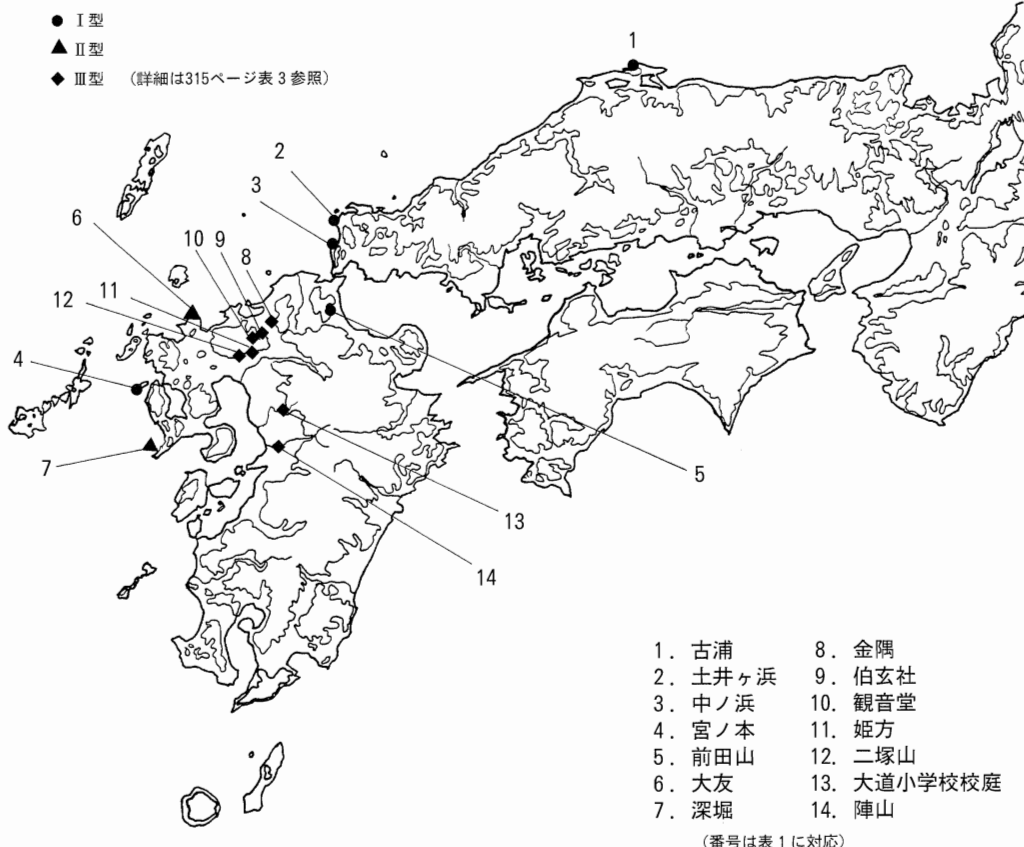 ● Ⅰ型
▲ Ⅱ型
◆ Ⅲ型 (詳細は315ページ表3参照)
1
2
3
6
10 9 8
12 11
4
7
5
13
14
1. 古浦
2. 土井ヶ浜
3. 中ノ浜
4. 宮ノ本
5. 前田山
6. 大友
7. 深堀
8. 金隅
9. 伯玄社
10. 観音堂
11. 姫方
12. 二塚山
13. 大道小学校校庭
14. 陣山
(番号は表1に対応)